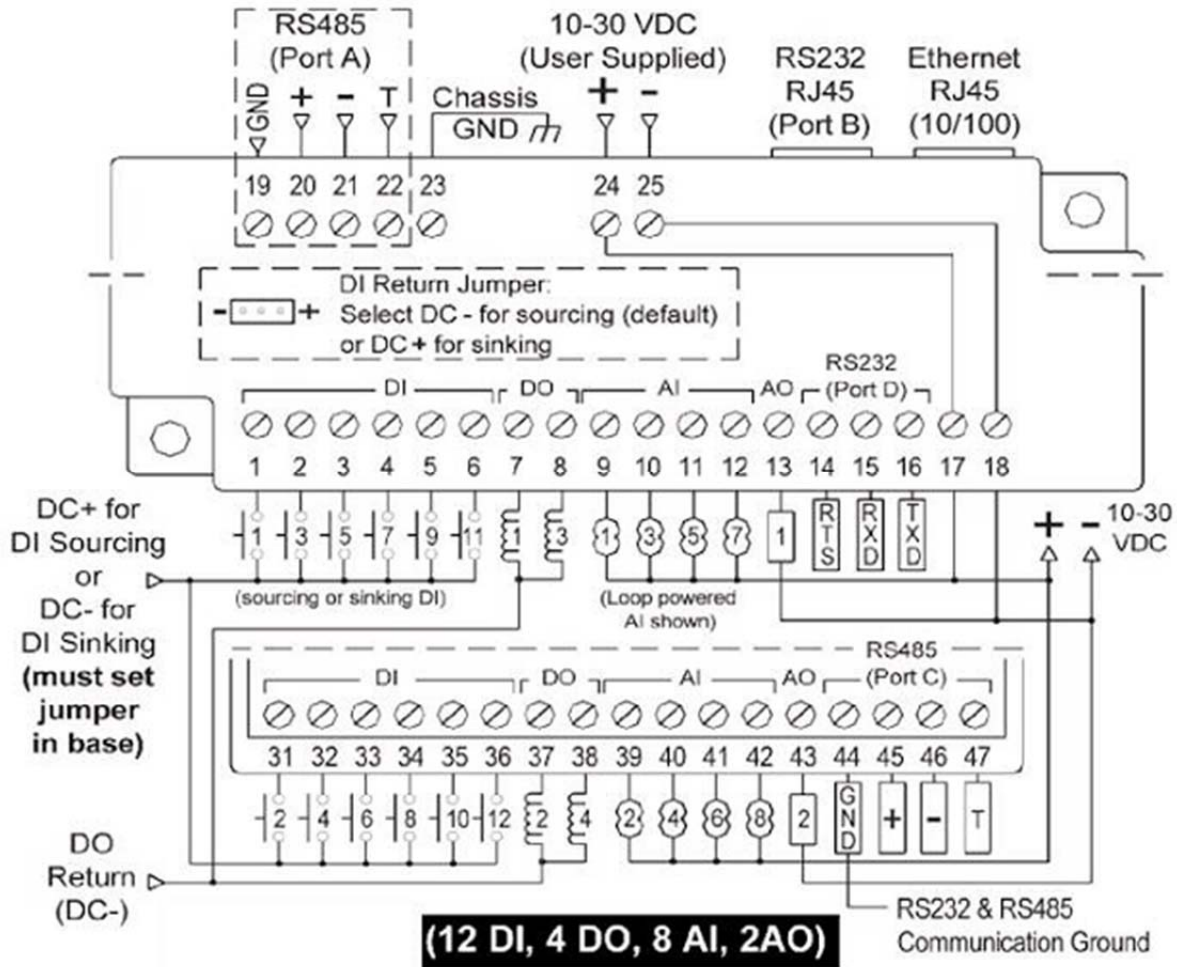 RS485
(Port A)
10-30 VDC
(User Supplied)
RS232
RJ45
(Port B)
Ethernet
RJ45
(10/100)
GND + - T
Chassis
GND
+ -
19 20 21 22 23 24 25
DI Return Jumper:
- + Select DC - for sourcing (default)
or DC + for sinking
RS232
DI DO AI AO (Port D)
1 2 3 4 5 6 7 8 9 10 11 12 13 14 15 16 17 18
1 3 5 7 9 11 1 3 1 3 5 7 1 RTS RXD TXD
+ - 10-30
VDC
DC+ for
DI Sourcing
or
DC- for
DI Sinking
(must set
jumper
in base)
(sourcing or sinking DI)
(Loop powered
AI shown)
RS485
DI DO AI AO (Port C)
31 32 33 34 35 36 37 38 39 40 41 42 43 44 45 46 47
2 4 6 8 10 12 2 4 2 4 6 8 2 GND + - T
DO
Return
(DC-)
RS232 & RS485
Communication Ground
(12 DI, 4 DO, 8 AI, 2AO)